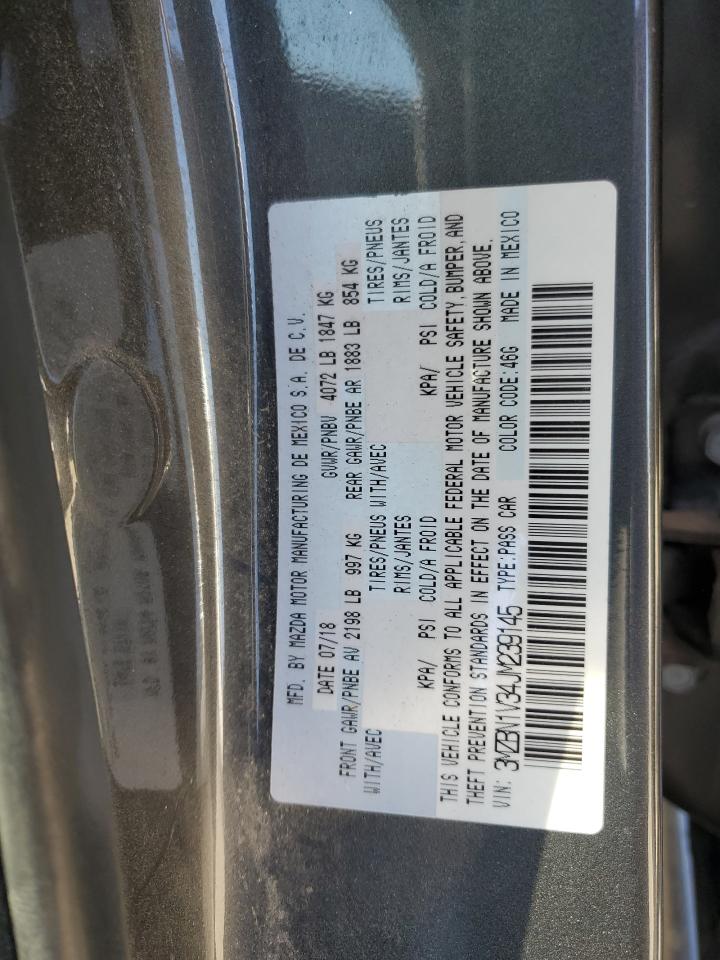 MFD. BY MAZDA MOTOR MANUFACTURING DE MEXICO S.A. DE C.V.
DATE 07/18 GVWR/PNBV 4072 LB 1847 KG
FRONT GAWR/PNBE AV 2198 LB 997 KG REAR GAWR/PNBE AR 1883 LB 854 KG
WITH/AVEC TIRES/PNEUS WITH/AVEC TIRES/PNEUS
RIMS/JANTES RIMS/JANTES
KPA/ PSI COLD/A FROID KPA/ PSI COLD/A FROID
THIS VEHICLE CONFORMS TO ALL APPLICABLE FEDERAL MOTOR VEHICLE SAFETY, BUMPER, AND
THEFT PREVENTION STANDARDS IN EFFECT ON THE DATE OF MANUFACTURE SHOWN ABOVE.
VIN: 3MZBN1V34JM239145 TYPE:PASS CAR COLOR CODE:46G MADE IN MEXICO